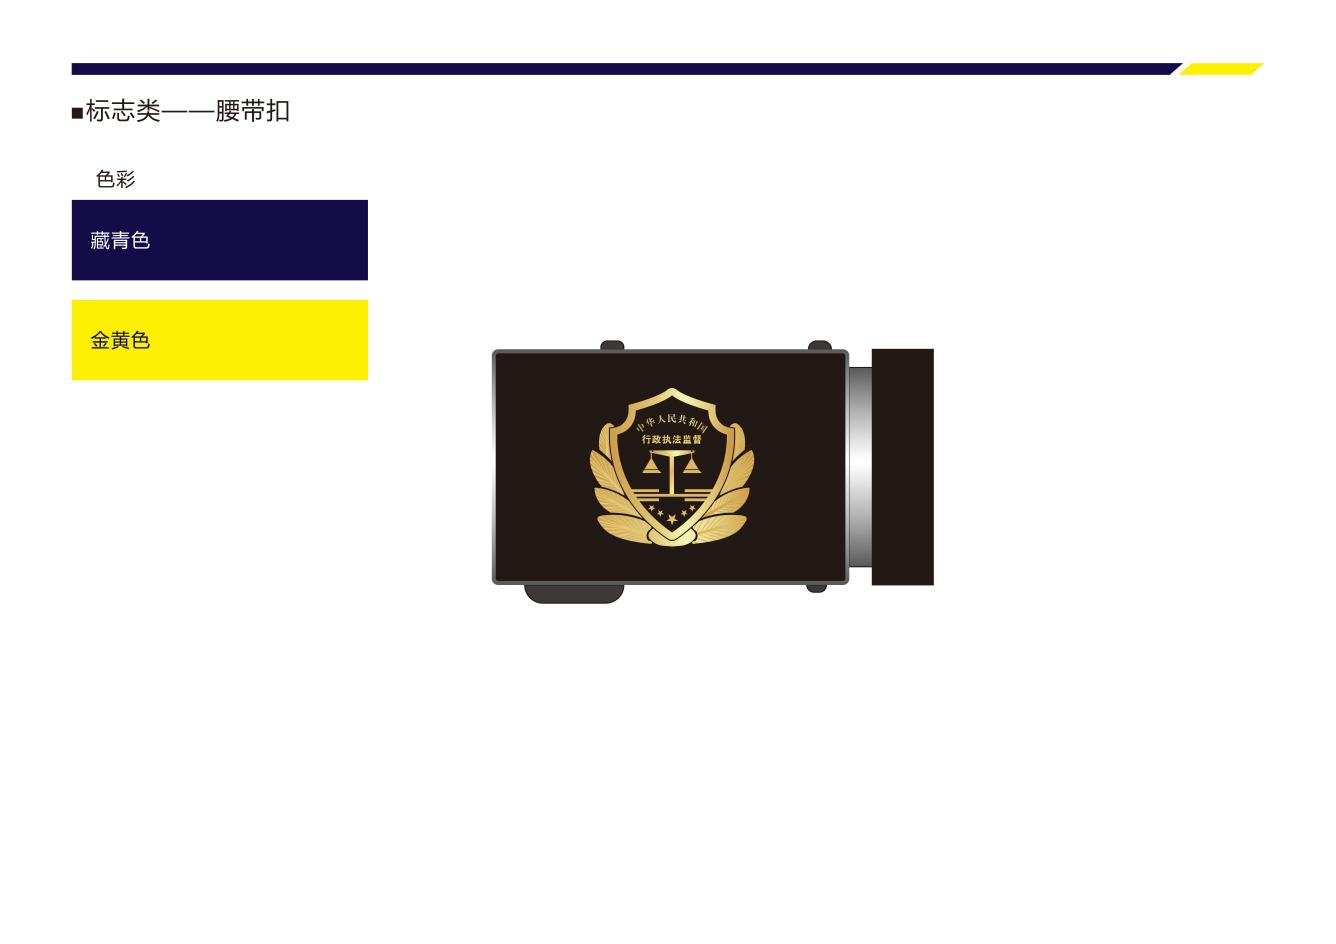 ■标志类——腰带扣
色彩
藏青色
金黄色
中华人民共和国
行政执法监督